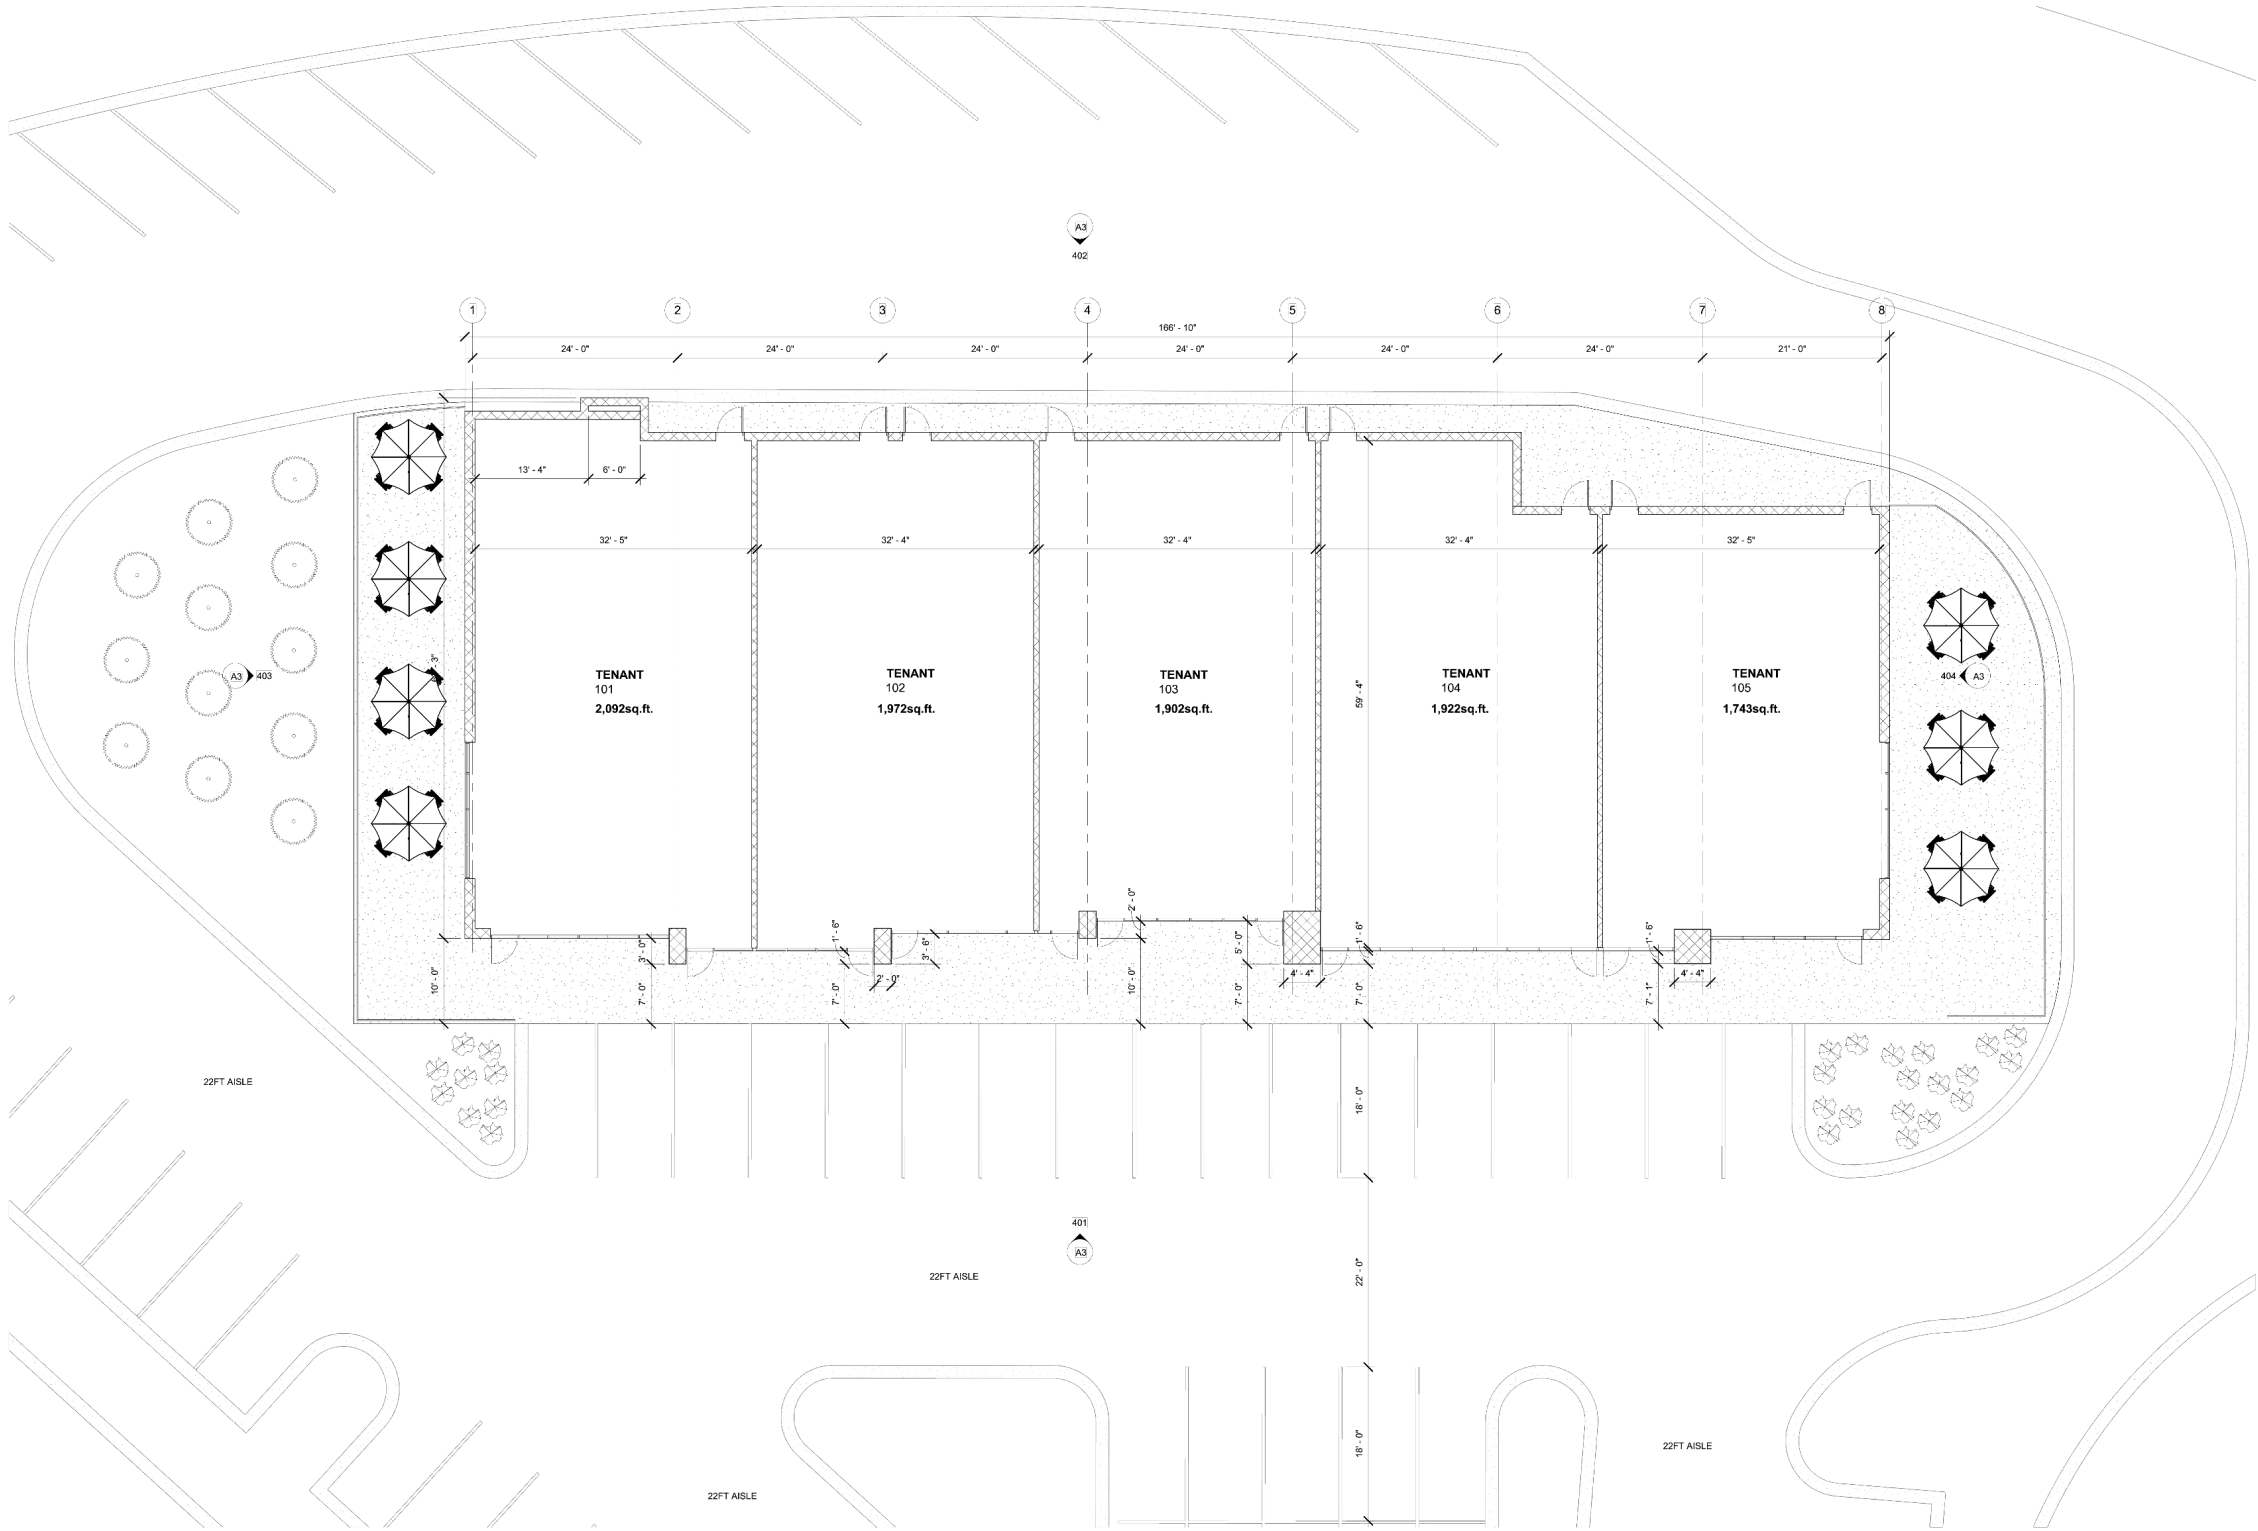 A3
402
1
2
3
4
5
6
7
8
166' - 10"
24' - 0"
24' - 0"
24' - 0"
24' - 0"
24' - 0"
24' - 0"
21' - 0"
13' - 4"
6' - 0"
32' - 5"
32' - 4"
32' - 4"
32' - 4"
32' - 5"
TENANT
101
2,092sq.ft.
TENANT
102
1,972sq.ft.
TENANT
103
1,902sq.ft.
TENANT
104
1,922sq.ft.
TENANT
105
1,743sq.ft.
59' - 4"
A3
403
404
A3
10' - 0"
3' - 0"
7' - 0"
1' - 6"
7' - 0"
2' - 0"
3' - 6"
2' - 0"
10' - 0"
5' - 0"
7' - 0"
4' - 4"
1' - 6"
7' - 0"
1' - 6"
4' - 4"
7' - 1"
22FT AISLE
18' - 0"
401
A3
22FT AISLE
22' - 0"
18' - 0"
22FT AISLE
22FT AISLE